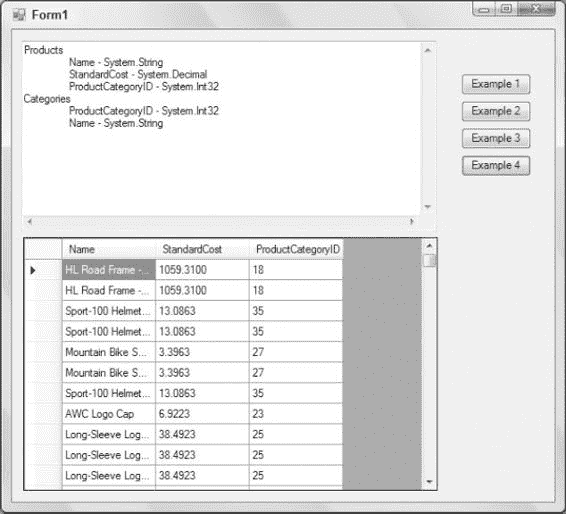 Form1
Products
Name - System.String
StandardCost - System.Decimal
ProductCategoryID - System.Int32
Categories
ProductCategoryID - System.Int32
Name - System.String
Example 1
Example 2
Example 3
Example 4
Name StandardCost ProductCategoryID
HL Road Frame -... 1059.3100 18
HL Road Frame -... 1059.3100 18
Sport-100 Helmet... 13.0863 35
Sport-100 Helmet... 13.0863 35
Mountain Bike S... 3.3963 27
Mountain Bike S... 3.3963 27
Sport-100 Helmet... 13.0863 35
AWC Logo Cap 6.9223 23
Long-Sleeve Log... 38.4923 25
Long-Sleeve Log... 38.4923 25
Long-Sleeve Log... 38.4923 25